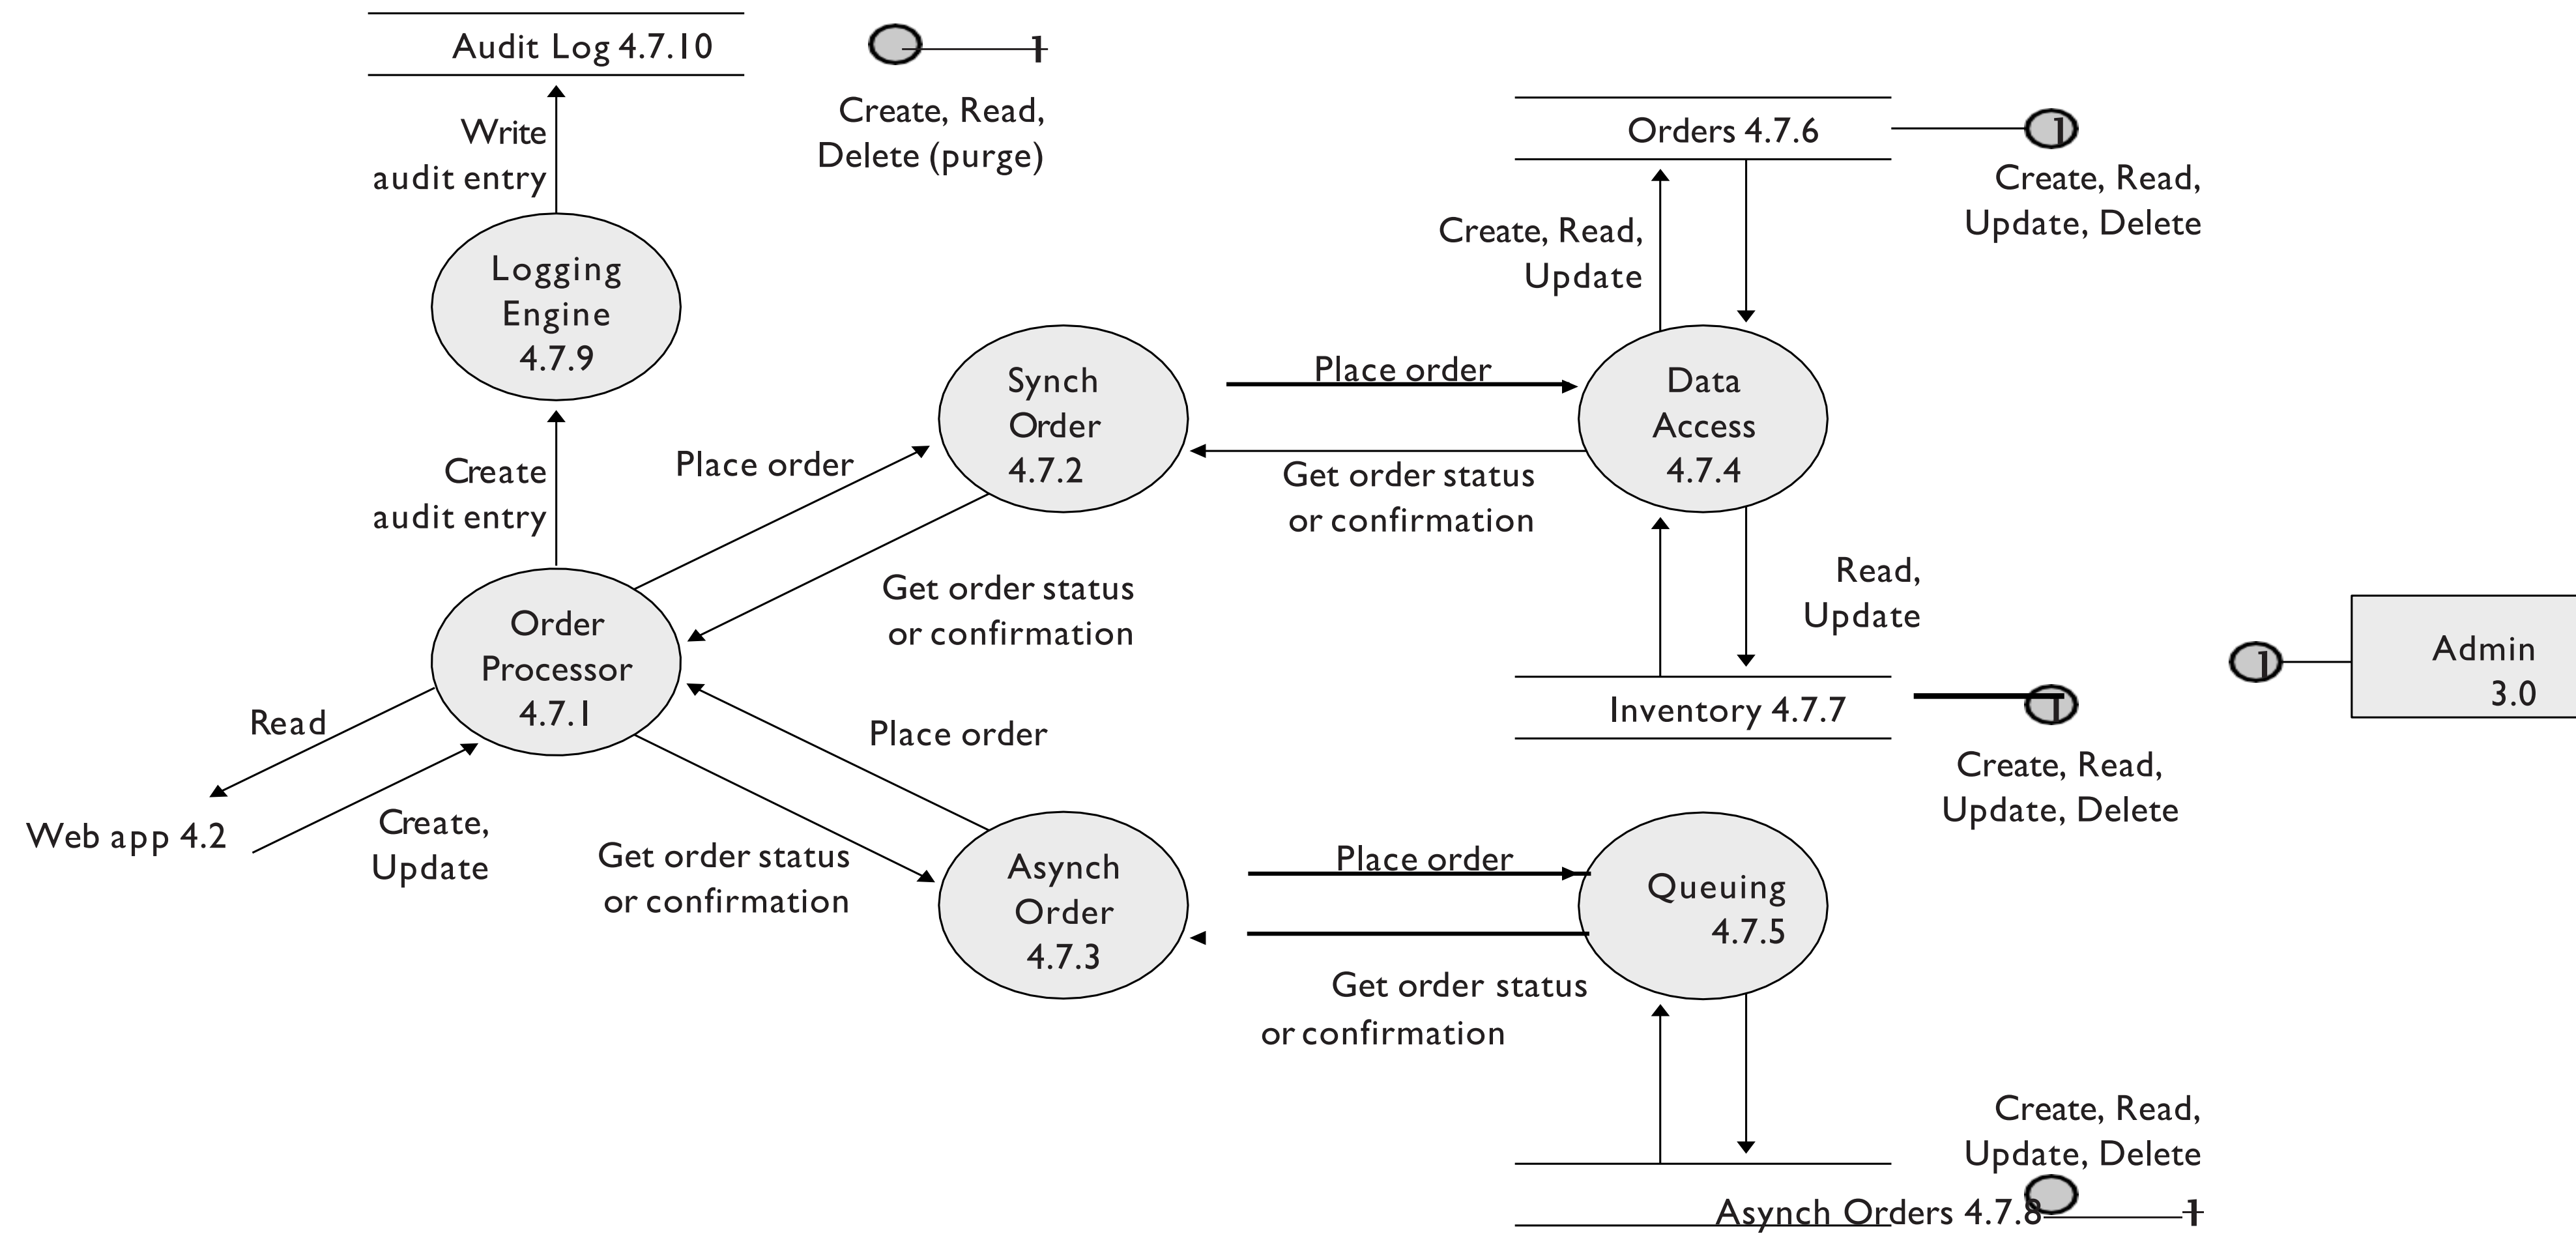 Audit Log 4.7.10
1
Create, Read,
Delete (purge)
Write
audit entry
Orders 4.7.6
1
Create, Read,
Update, Delete
Create, Read,
Update
Logging
Engine
4.7.9
Synch
Order
4.7.2
Place order
Data
Access
4.7.4
Get order status
or confirmation
Create
audit entry
Place order
Get order status
or confirmation
Read,
Update
Order
Processor
4.7.1
Inventory 4.7.7
1
Create, Read,
Update, Delete
1
Admin
3.0
Read
Web app 4.2
Create,
Update
Place order
Get order status
or confirmation
Asynch
Order
4.7.3
Place order
Queuing
4.7.5
Get order status
or confirmation
Create, Read,
Update, Delete
Asynch Orders 4.7.8
1